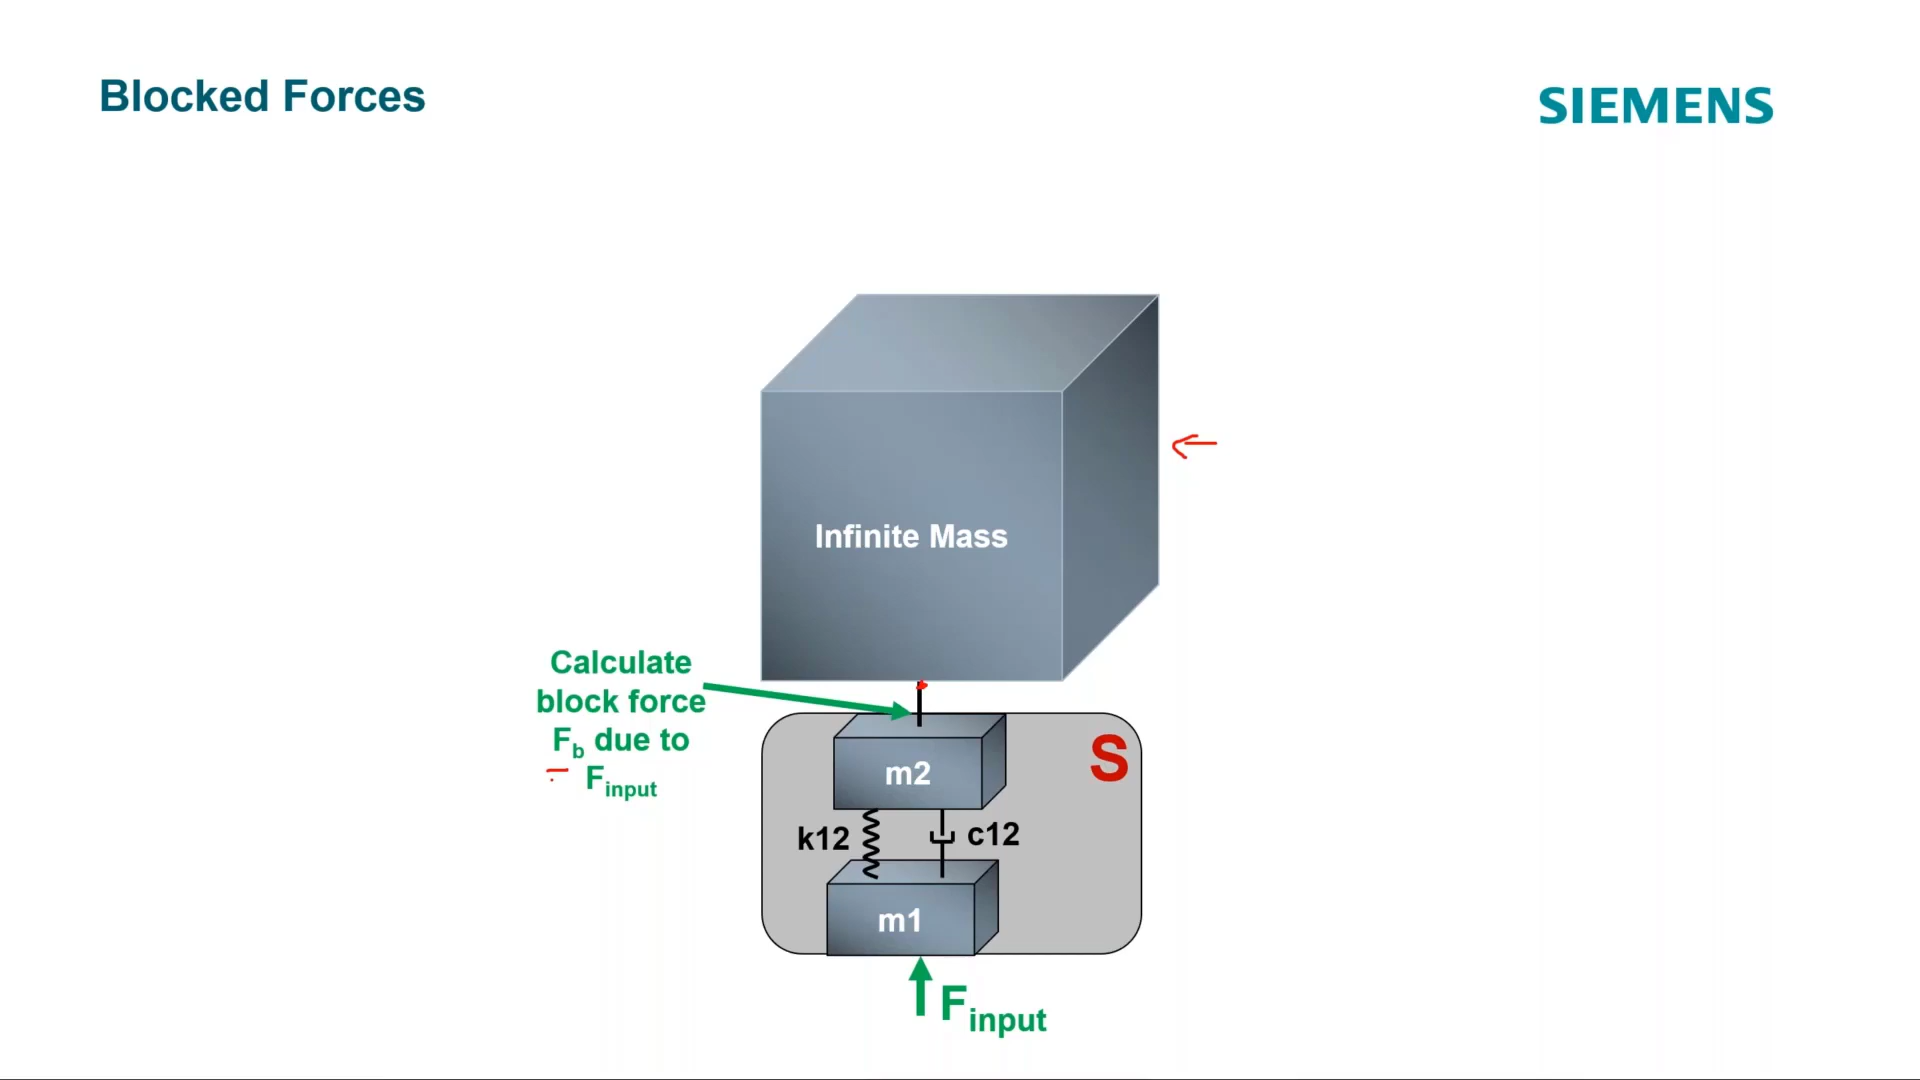 Blocked Forces
SIEMENS
Infinite Mass
Calculate
block force
Fb due to
Finput
S
m2
k12
c12
m1
Finput